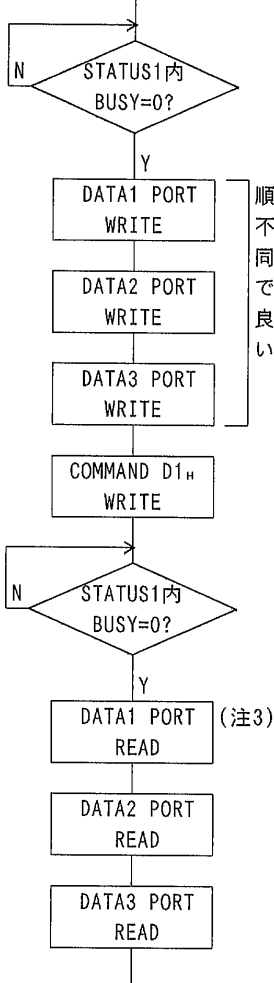 STATUS1内
BUSY=0?
N
Y
DATA1 PORT
WRITE
DATA2 PORT
WRITE
DATA3 PORT
WRITE
順不同で良い
COMMAND D1H
WRITE
STATUS1内
BUSY=0?
N
Y
DATA1 PORT
READ
(注3)
DATA2 PORT
READ
DATA3 PORT
READ